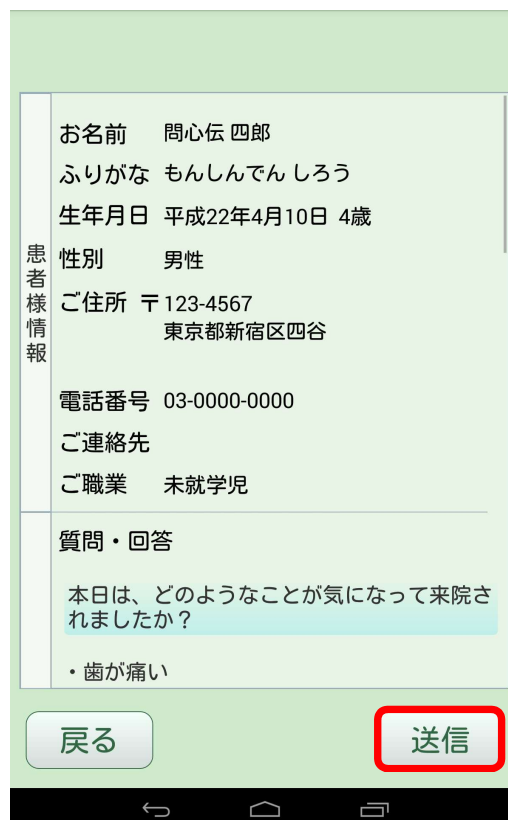 患者様情報
お名前 問心伝 四郎
ふりがな もんしんでん しろう
生年月日 平成22年4月10日 4歳
性別 男性
ご住所 〒123-4567
東京都新宿区四谷
電話番号 03-0000-0000
ご連絡先
ご職業 未就学児
質問・回答
本日は、どのようなことが気になって来院さ
れましたか？
・歯が痛い
戻る 送信